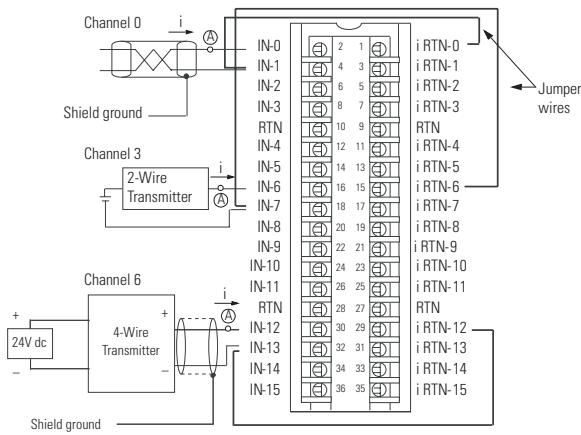 Channel 0
i
A
IN-0 2 1 i RTN-0
IN-1 4 3 i RTN-1
IN-2 6 5 i RTN-2
IN-3 8 7 i RTN-3
RTN 10 9 RTN
IN-4 12 11 i RTN-4
IN-5 14 13 i RTN-5
IN-6 16 15 i RTN-6
IN-7 18 17 i RTN-7
IN-8 20 19 i RTN-8
IN-9 22 21 i RTN-9
IN-10 24 23 i RTN-10
IN-11 26 25 i RTN-11
RTN 28 27 RTN
IN-12 30 29 i RTN-12
IN-13 32 31 i RTN-13
IN-14 34 33 i RTN-14
IN-15 36 35 i RTN-15
Jumper
wires
Shield ground
Channel 3
i
2-Wire
Transmitter
A
Channel 6
i
A
+
24V dc
–
4-Wire
Transmitter
+
–
Shield ground